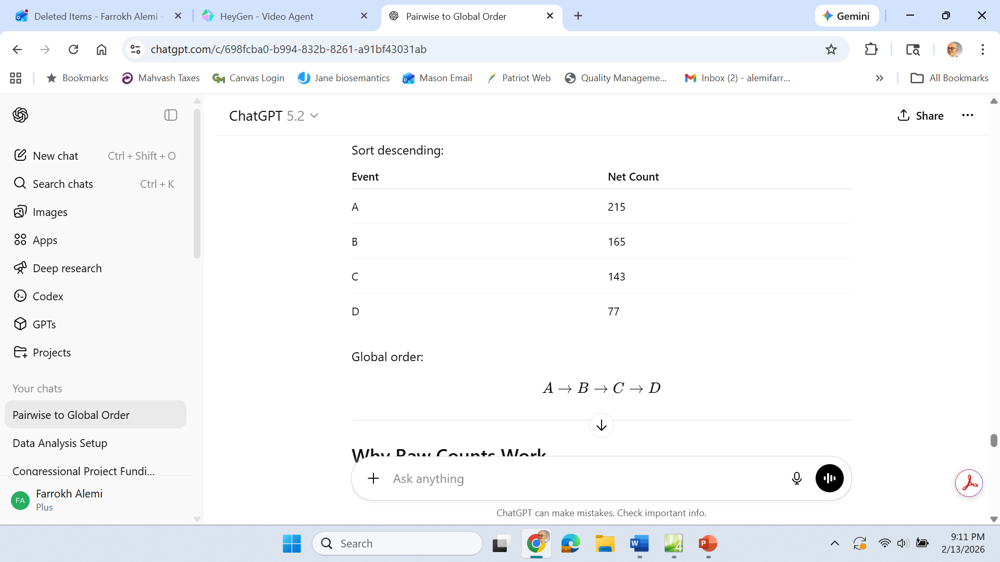 Deleted Items - Farrokh Alemi -
HeyGen - Video Agent
Pairwise to Global Order
Gemini
chatgpt.com/c/698fcba0-b994-832b-8261-a91bf43031ab
Bookmarks
Mahvash Taxes
Canvas Login
Jane biosemantics
Mason Email
Patriot Web
Quality Manageme...
Inbox (2) - alemifarr...
All Bookmarks
ChatGPT 5.2
Share
New chat Ctrl + Shift + O
Search chats Ctrl + K
Images
Apps
Deep research
Codex
GPTs
Projects
Your chats
Pairwise to Global Order
Data Analysis Setup
Congressional Project Fundi...
FA
Farrokh Alemi
Plus
Sort descending:
Event Net Count
A 215
B 165
C 143
D 77
Global order:
A → B → C → D
Why Raw Counts Work
Ask anything
ChatGPT can make mistakes. Check important info.
Search
W
4
P
9:11 PM
2/13/2026